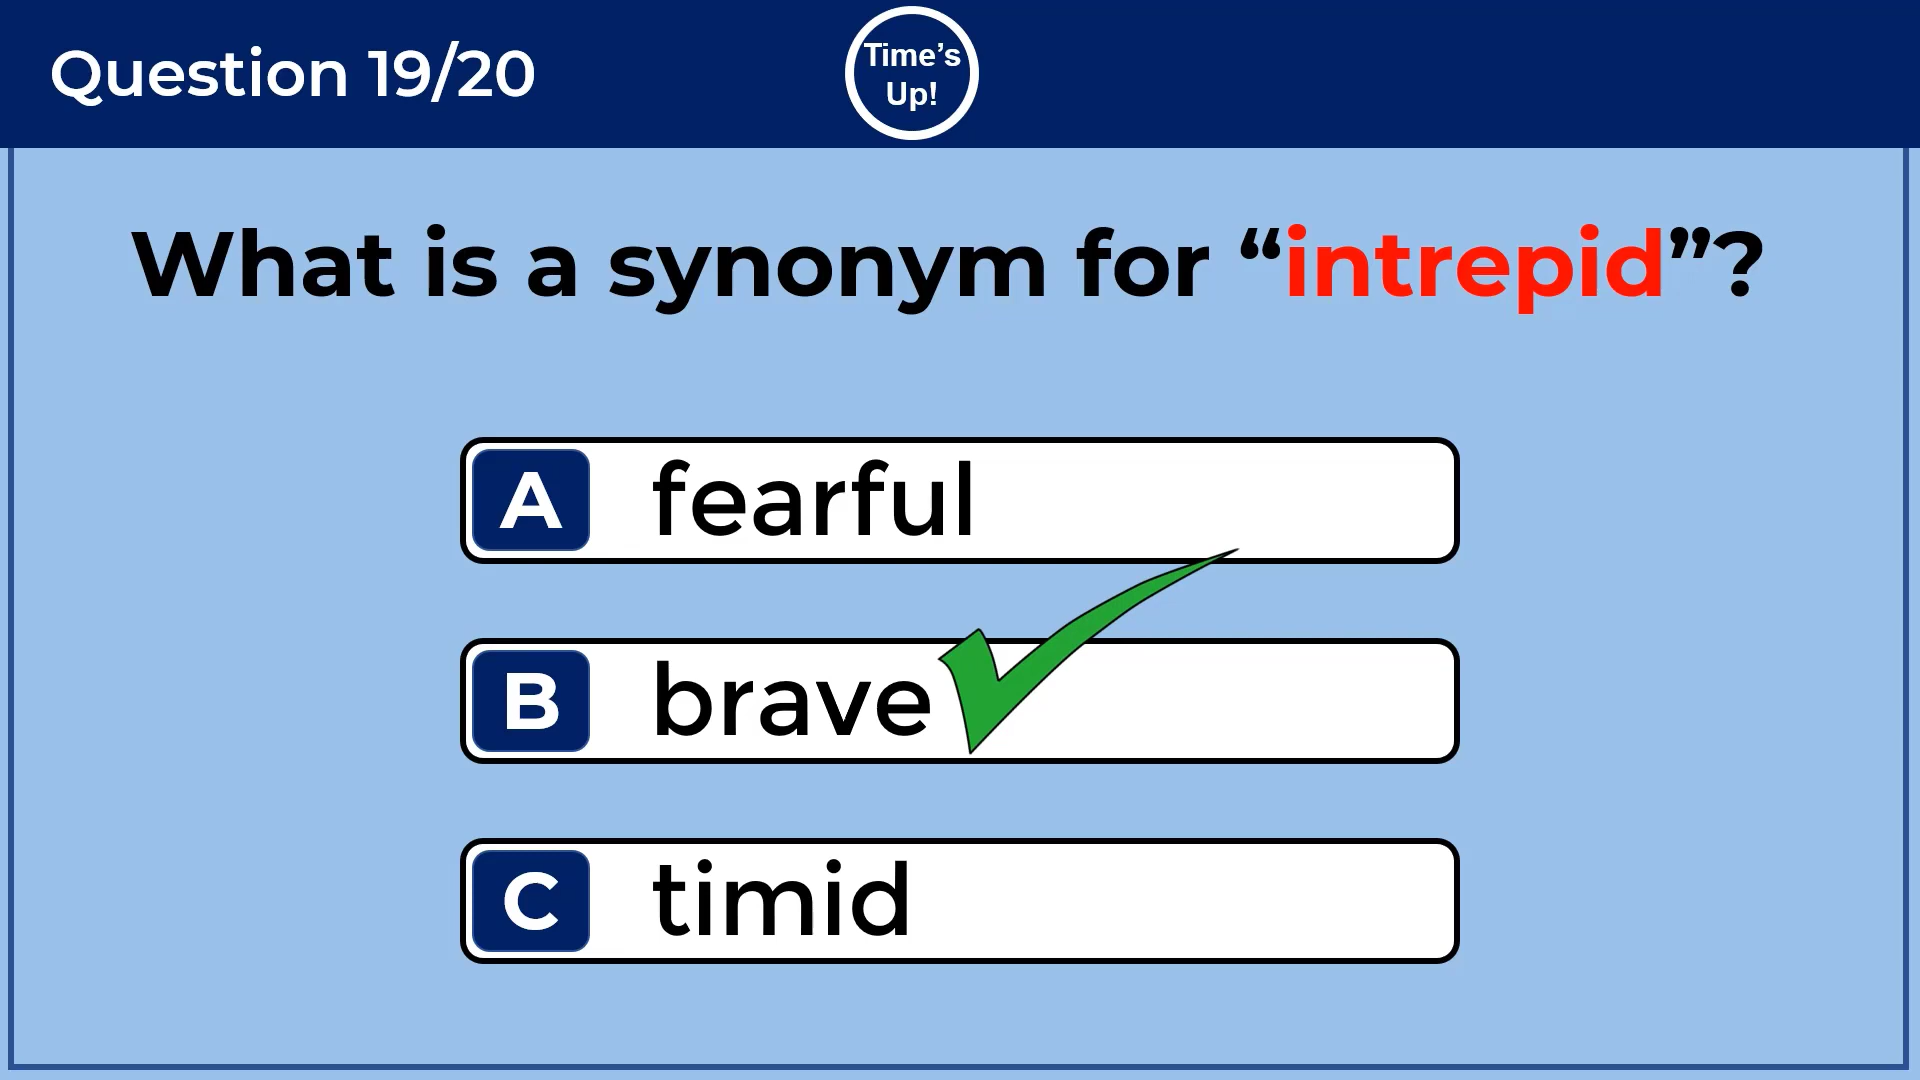 Question 19/20
Time’s
Up!
What is a synonym for “intrepid”?
A fearful
B brave
C timid